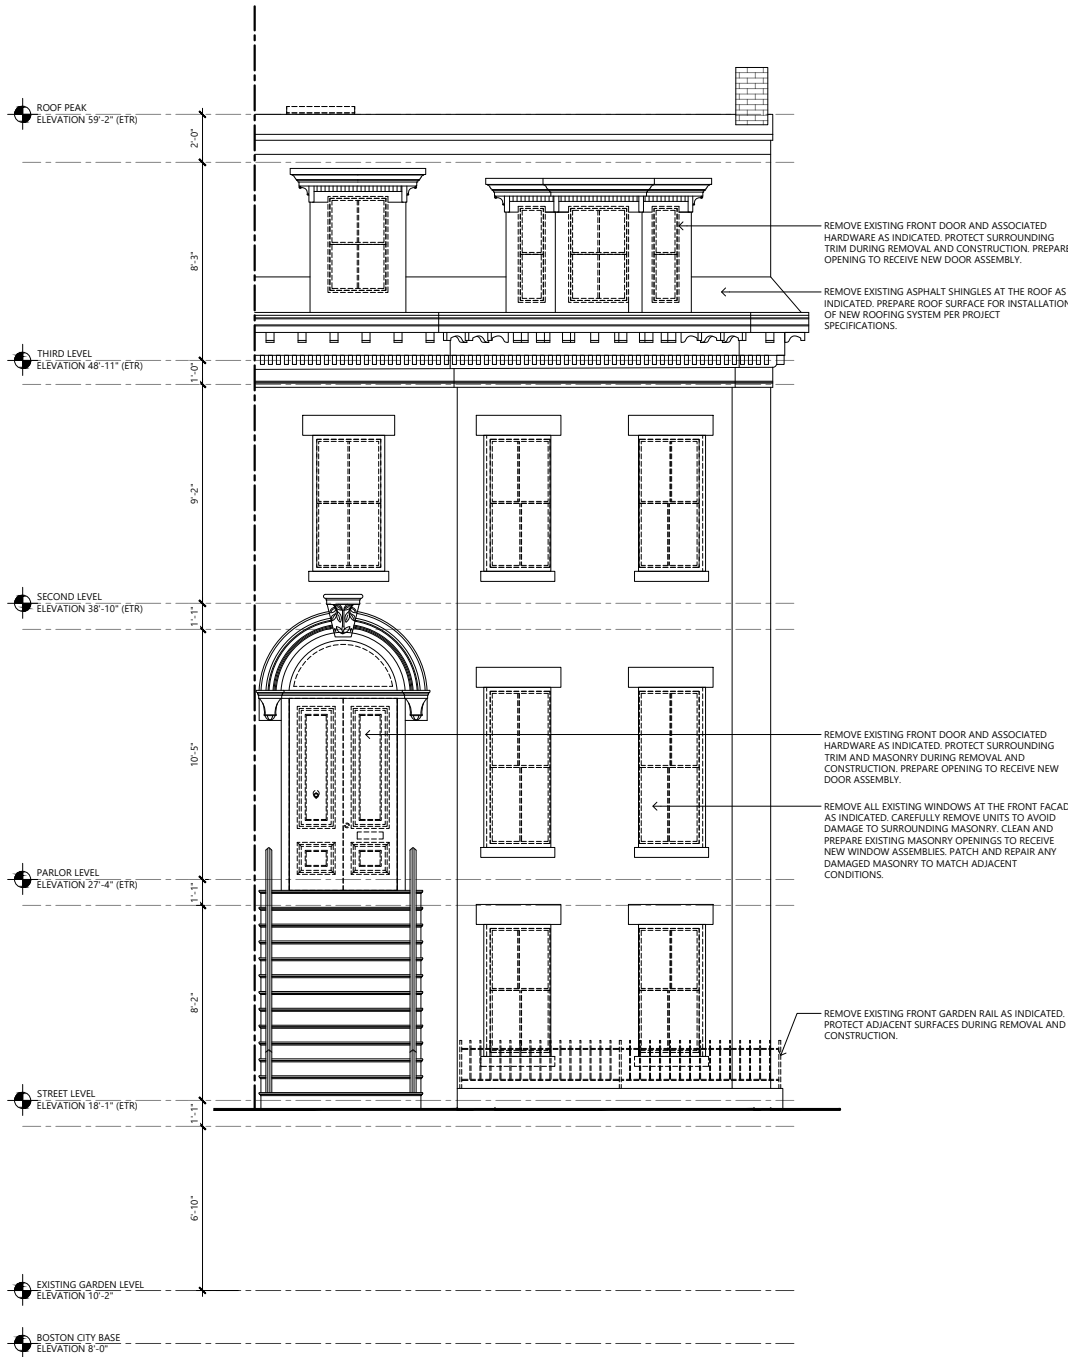 ROOF PEAK
ELEVATION 59'-2" (ETR)
2'-0"
8'-3"
REMOVE EXISTING FRONT DOOR AND ASSOCIATED
HARDWARE AS INDICATED. PROTECT SURROUNDING
TRIM DURING REMOVAL AND CONSTRUCTION. PREPARE
OPENING TO RECEIVE NEW DOOR ASSEMBLY.
REMOVE EXISTING ASPHALT SHINGLES AT THE ROOF AS
INDICATED. PREPARE ROOF SURFACE FOR INSTALLATION
OF NEW ROOFING SYSTEM PER PROJECT
SPECIFICATIONS.
THIRD LEVEL
ELEVATION 48'-11" (ETR)
1'-0"
9'-2"
SECOND LEVEL
ELEVATION 38'-10" (ETR)
1'-1"
10'-5"
REMOVE EXISTING FRONT DOOR AND ASSOCIATED
HARDWARE AS INDICATED. PROTECT SURROUNDING
TRIM AND MASONRY DURING REMOVAL AND
CONSTRUCTION. PREPARE OPENING TO RECEIVE NEW
DOOR ASSEMBLY.
REMOVE ALL EXISTING WINDOWS AT THE FRONT FACAD
AS INDICATED. CAREFULLY REMOVE UNITS TO AVOID
DAMAGE TO SURROUNDING MASONRY. CLEAN AND
PREPARE EXISTING MASONRY OPENINGS TO RECEIVE
NEW WINDOW ASSEMBLIES. PATCH AND REPAIR ANY
DAMAGED MASONRY TO MATCH ADJACENT
CONDITIONS.
PARLOR LEVEL
ELEVATION 27'-4" (ETR)
1'-1"
8'-2"
REMOVE EXISTING FRONT GARDEN RAIL AS INDICATED.
PROTECT ADJACENT SURFACES DURING REMOVAL AND
CONSTRUCTION.
STREET LEVEL
ELEVATION 18'-1" (ETR)
1'-1"
6'-10"
EXISTING GARDEN LEVEL
ELEVATION 10'-2"
BOSTON CITY BASE
ELEVATION 8'-0"